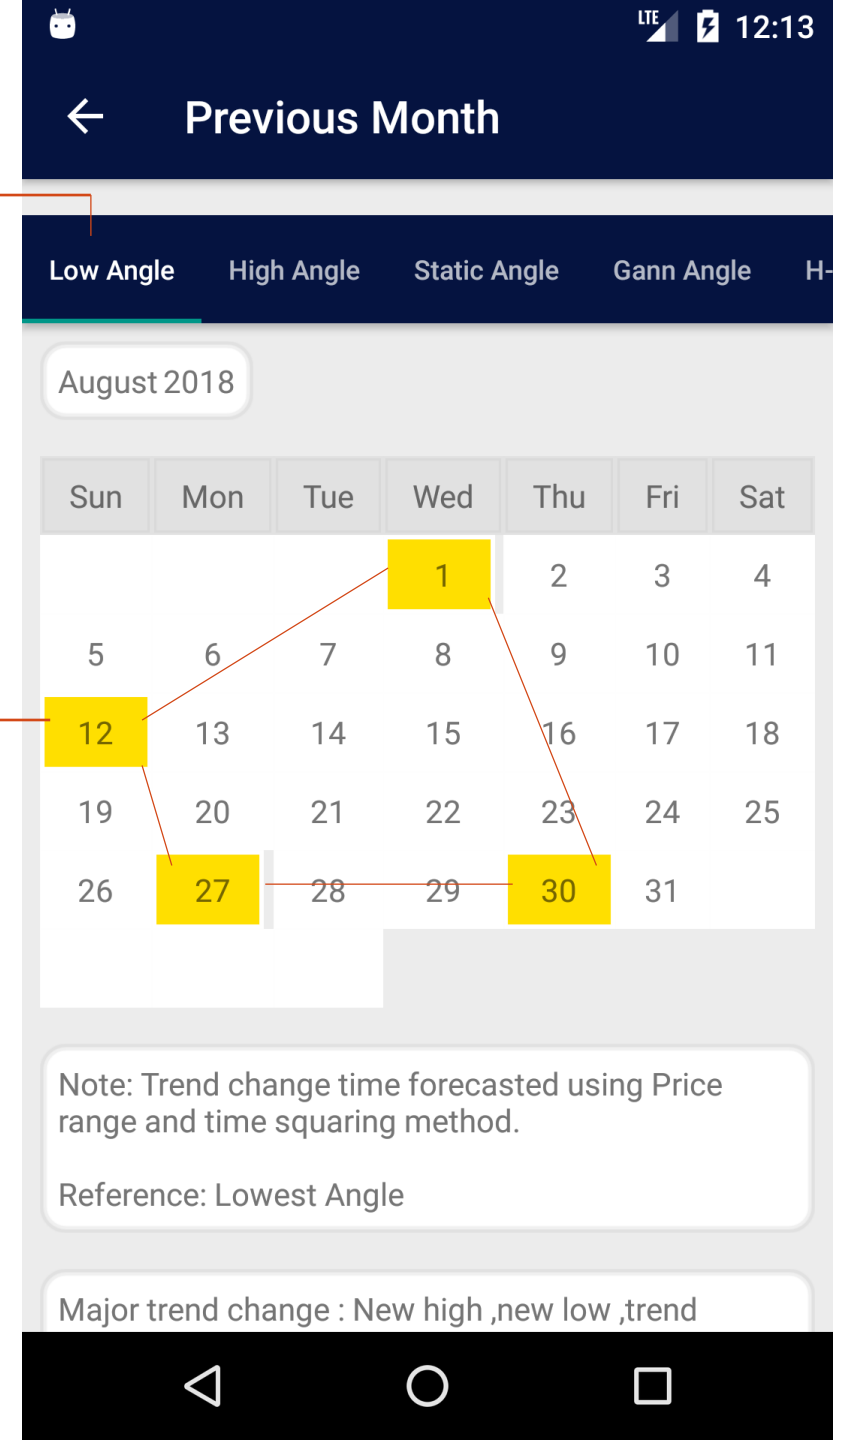 LTE 12:13
Previous Month
Low Angle High Angle Static Angle Gann Angle H-
August 2018
Sun Mon Tue Wed Thu Fri Sat
1 2 3 4
5 6 7 8 9 10 11
12 13 14 15 16 17 18
19 20 21 22 23 24 25
26 27 28 29 30 31
Note: Trend change time forecasted using Price
range and time squaring method.
Reference: Lowest Angle
Major trend change : New high ,new low ,trend